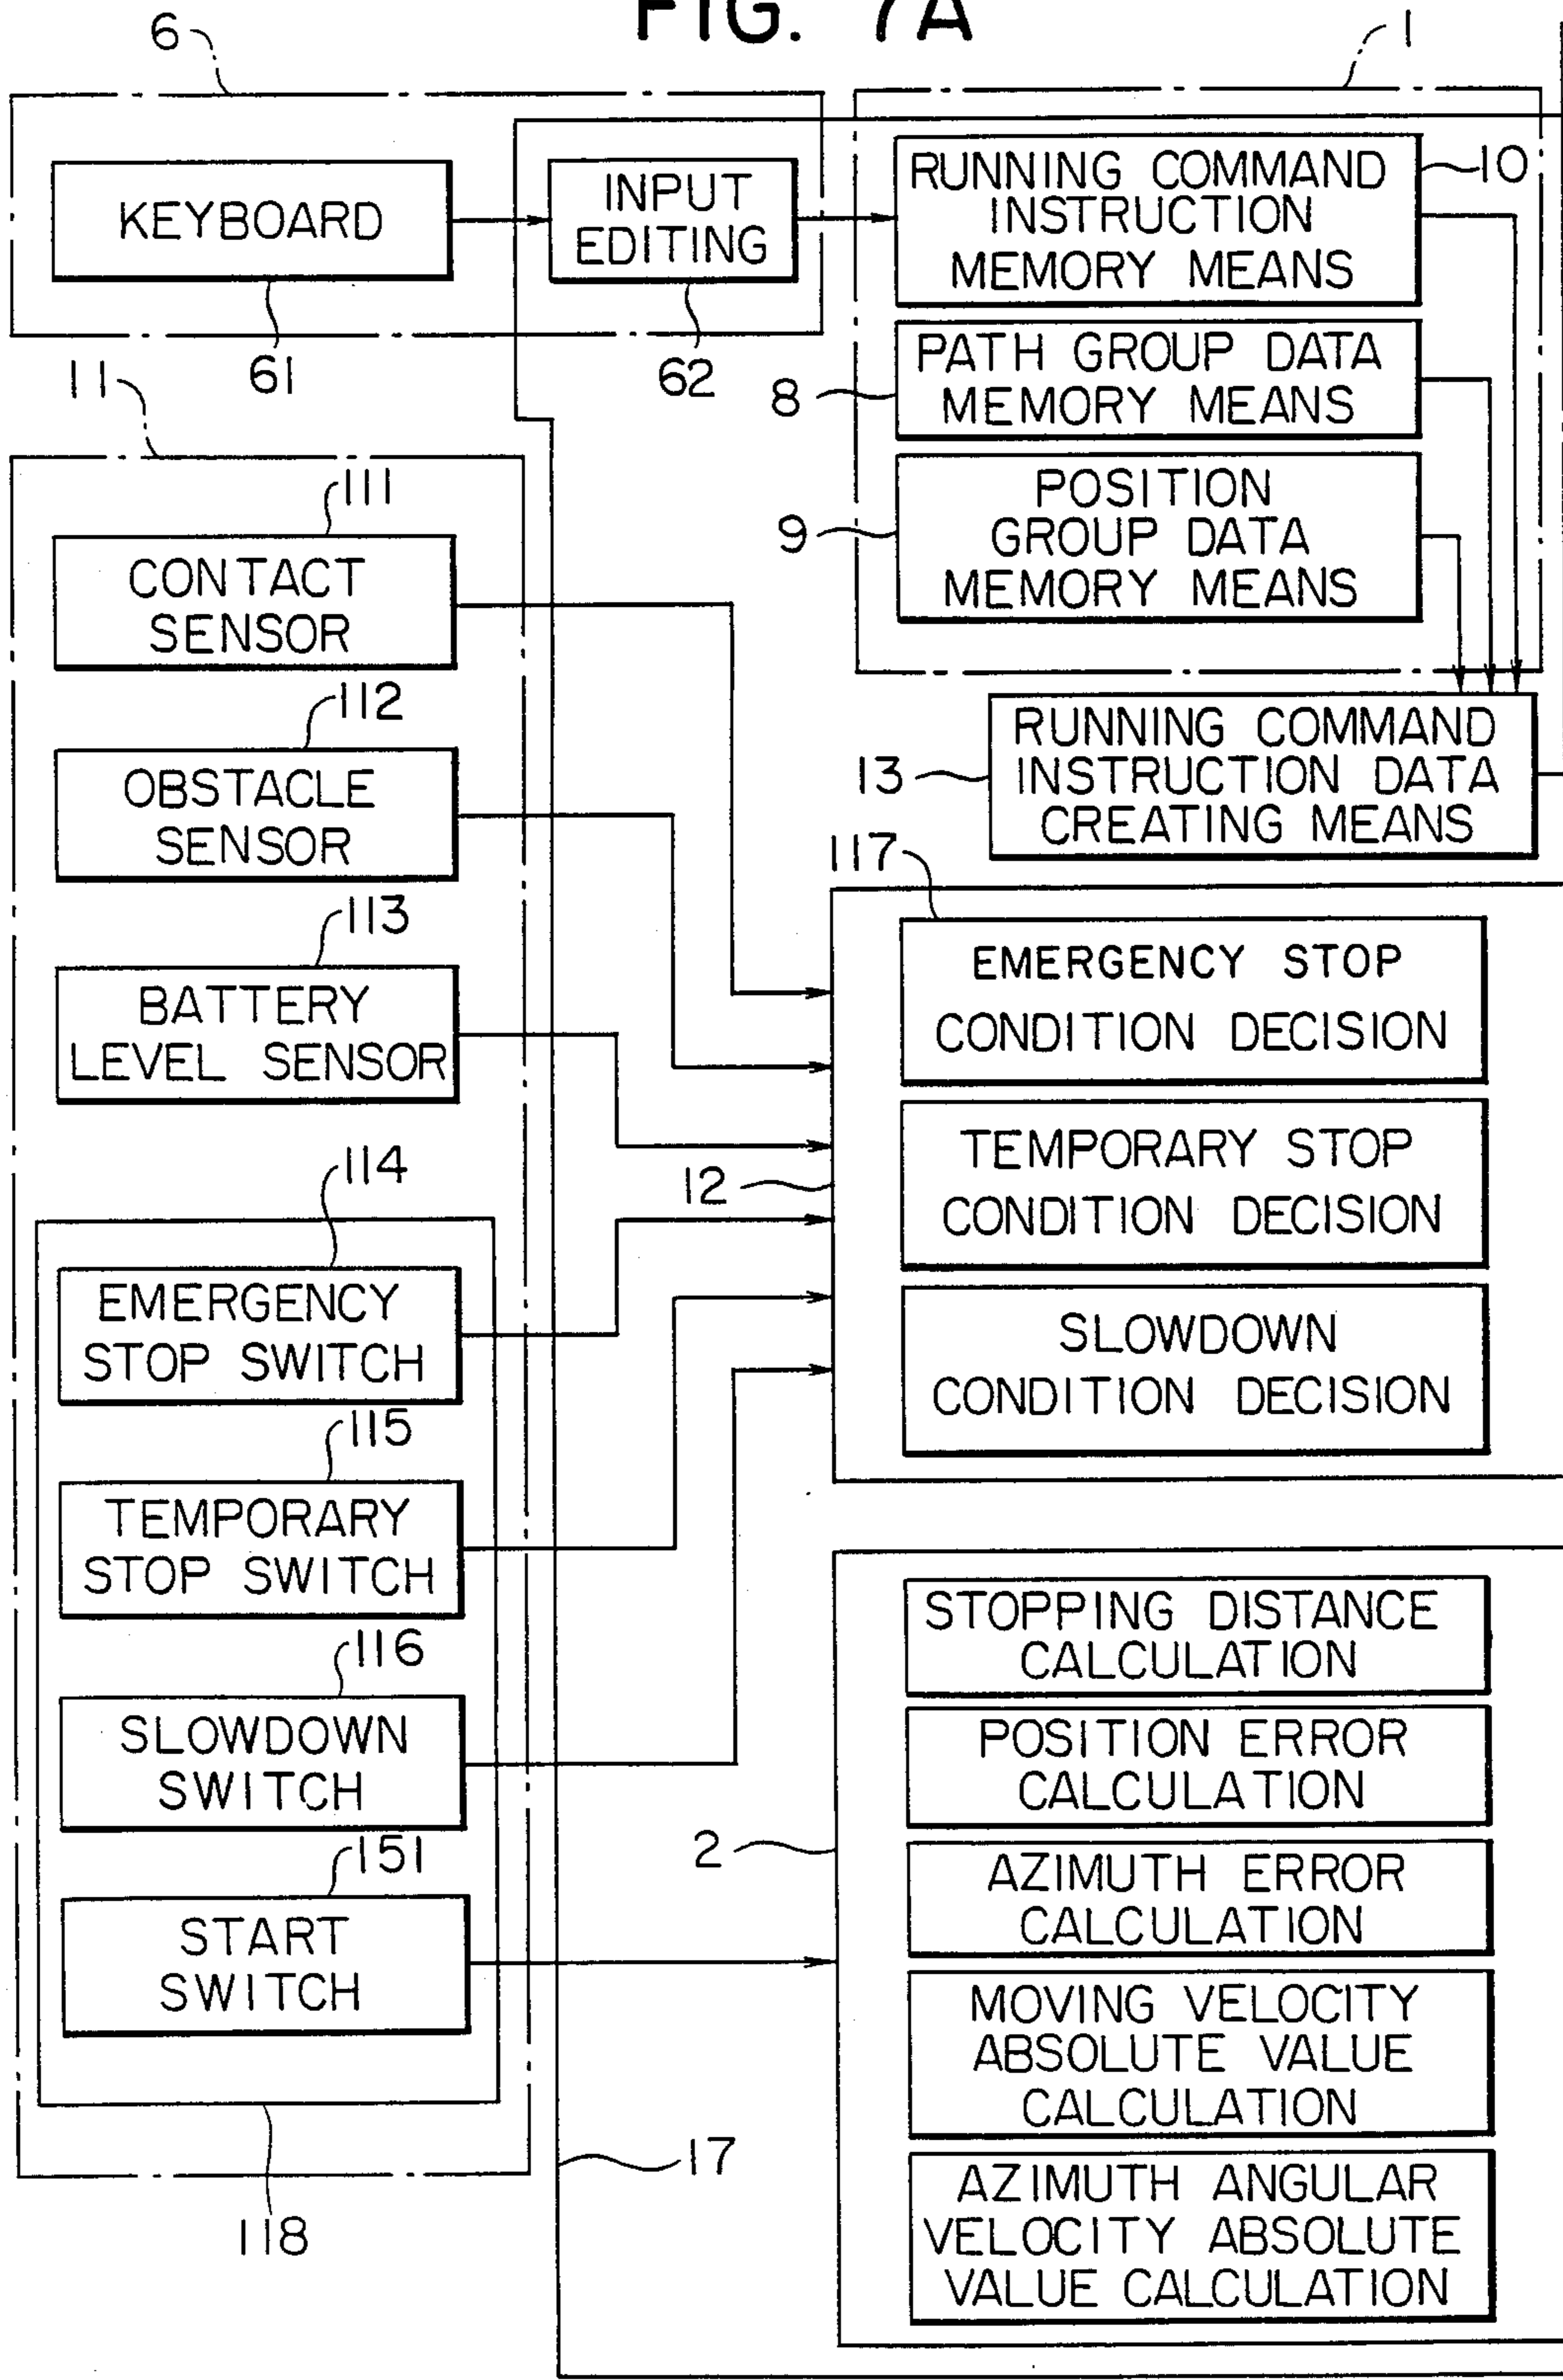 FIG. 7A
6
1
KEYBOARD
61
INPUT
EDITING
62
RUNNING COMMAND
INSTRUCTION
MEMORY MEANS
10
PATH GROUP DATA
MEMORY MEANS
8
POSITION
GROUP DATA
MEMORY MEANS
9
RUNNING COMMAND
INSTRUCTION DATA
CREATING MEANS
13
11
111
CONTACT
SENSOR
112
OBSTACLE
SENSOR
113
BATTERY
LEVEL SENSOR
114
EMERGENCY
STOP SWITCH
115
TEMPORARY
STOP SWITCH
116
SLOWDOWN
SWITCH
151
START
SWITCH
118
117
EMERGENCY STOP
CONDITION DECISION
12
TEMPORARY STOP
CONDITION DECISION
SLOWDOWN
CONDITION DECISION
2
STOPPING DISTANCE
CALCULATION
POSITION ERROR
CALCULATION
AZIMUTH ERROR
CALCULATION
MOVING VELOCITY
ABSOLUTE VALUE
CALCULATION
AZIMUTH ANGULAR
VELOCITY ABSOLUTE
VALUE CALCULATION
17